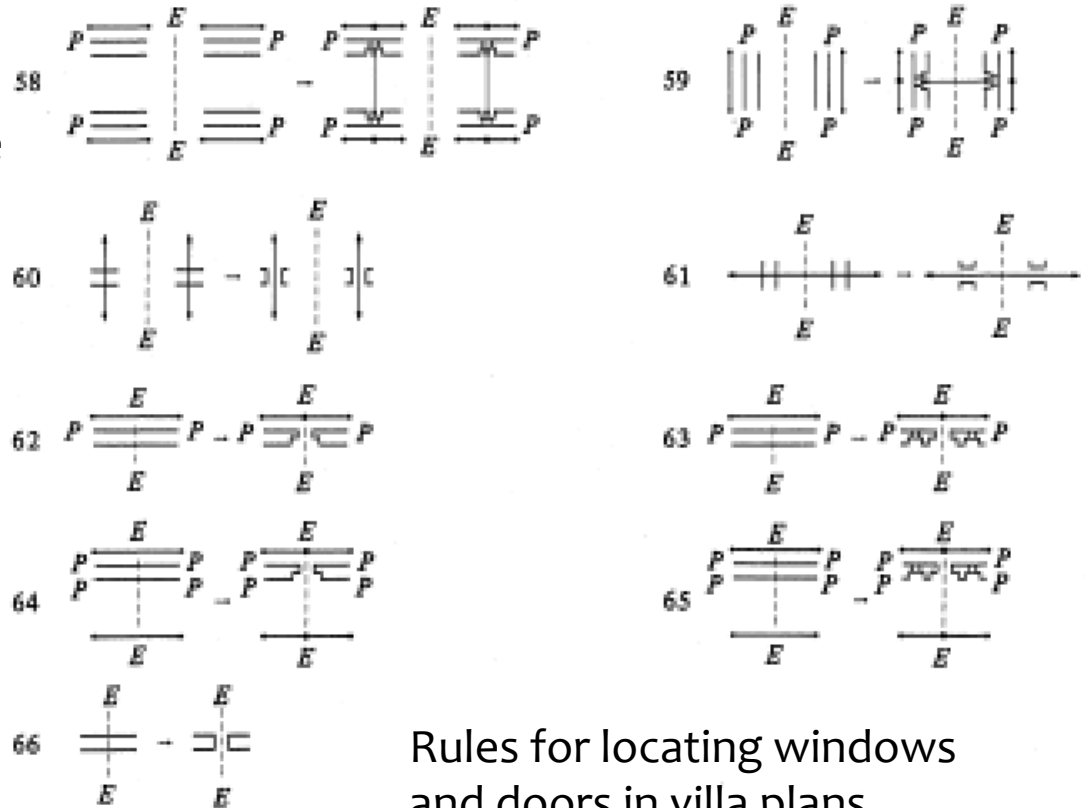 E E
P P → P P
58
P P P P
E E
P P E P P E
59 →
P P P P
E E
E E
60 →
E E
E E
61 →
E E
E E
62 P P → P P
E E
E E
63 P P → P P
E E
E E
P P P P
P P → P P
64
E E
E E
P P P P
P P → P P
65
E E
E E
66 →
E E
Rules for locating windows
and doors in villa plans